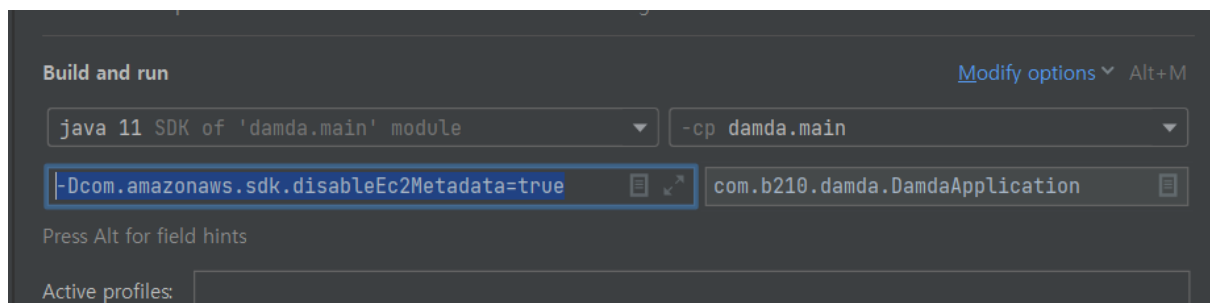 Build and run
Modify options Alt+M
java 11 SDK of 'damda.main' module
-cp damda.main
-Dcom.amazonaws.sdk.disableEc2Metadata=true
com.b210.damda.DamdaApplication
Press Alt for field hints
Active profiles: